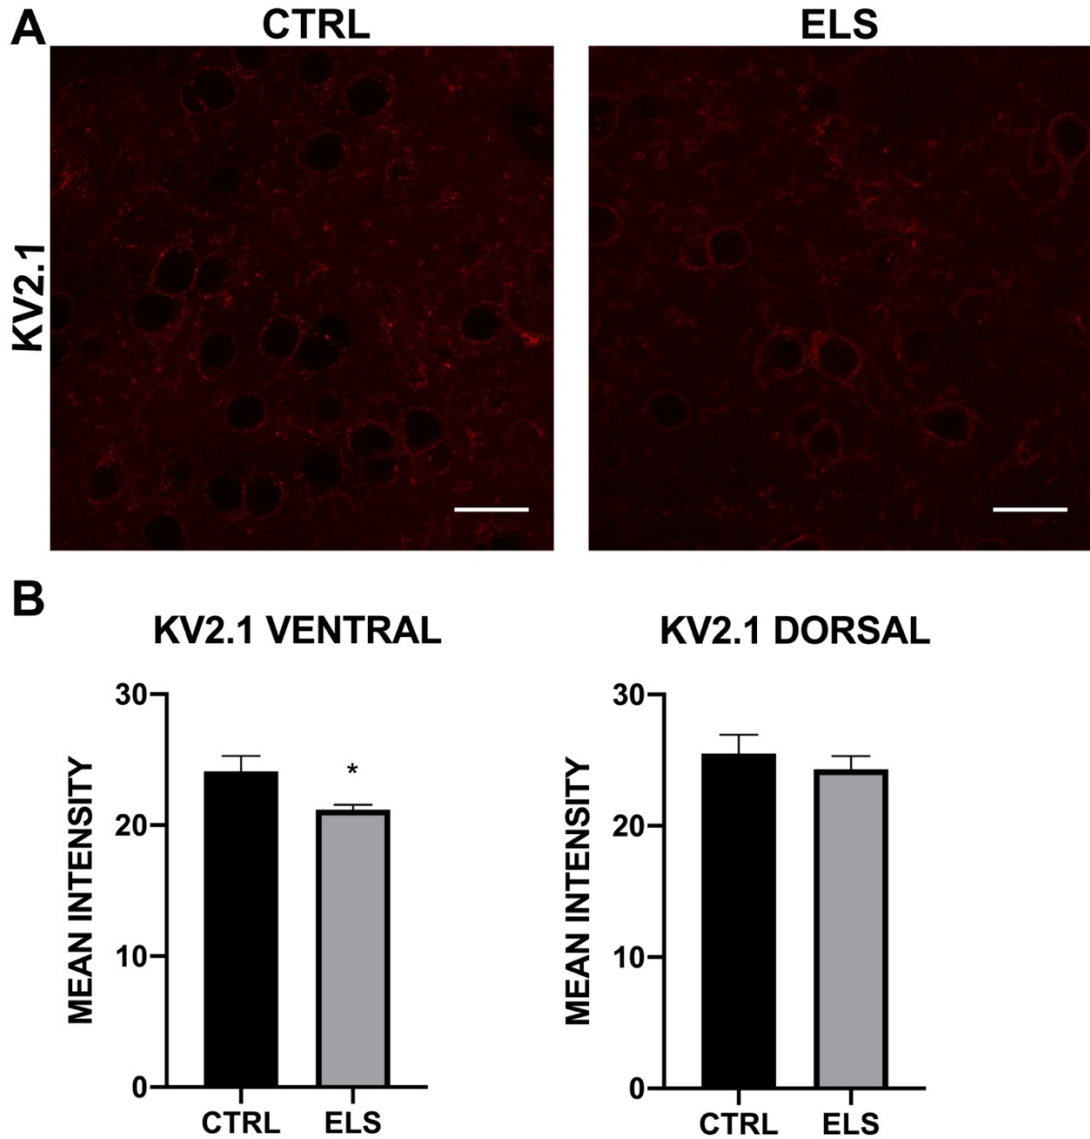 A
CTRL
ELS
KV2.1
B
KV2.1 VENTRAL
KV2.1 DORSAL
MEAN INTENSITY
30
20
10
0
*
CTRL
ELS
MEAN INTENSITY
30
20
10
0
CTRL
ELS